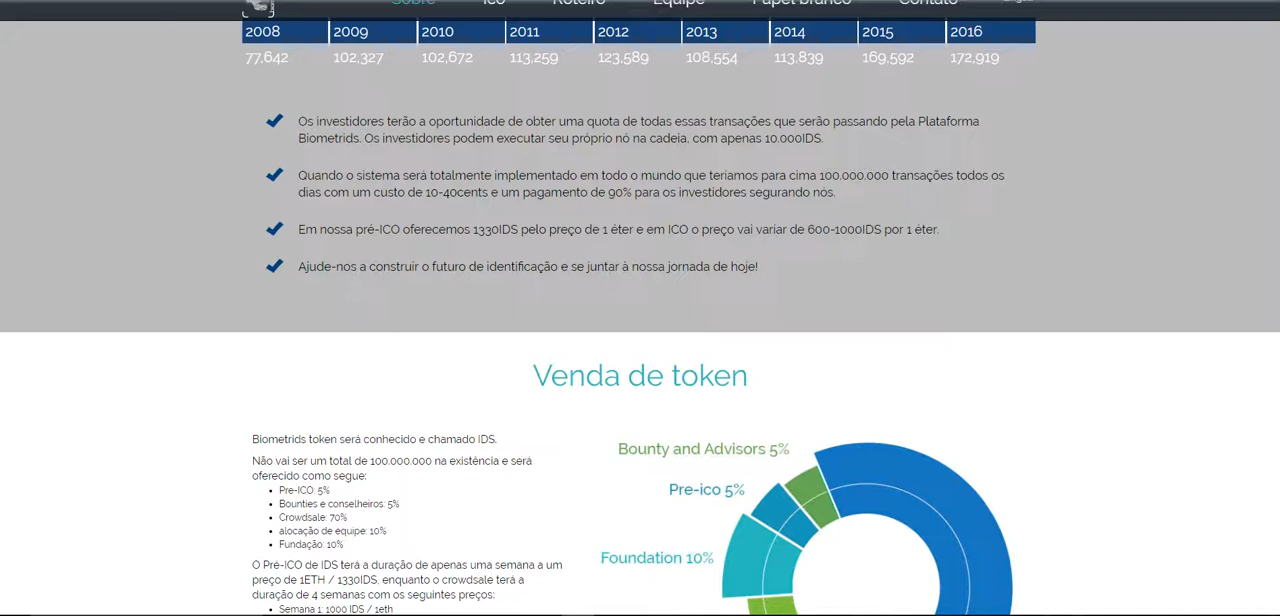 Sobre Ico Roteiro Equipe Papel branco Contato
2008 2009 2010 2011 2012 2013 2014 2015 2016
77,642 102,327 102,672 113,259 123,589 108,554 113,839 169,592 172,919
Os investidores terão a oportunidade de obter uma quota de todas essas transações que serão passando pela Plataforma
Biometrids. Os investidores podem executar seu próprio nó na cadeia, com apenas 10.000IDS.
Quando o sistema será totalmente implementado em todo o mundo que teriamos para cima 100.000.000 transações todos os
dias com um custo de 10-40cents e um pagamento de 90% para os investidores segurando nós.
Em nossa pré-ICO oferecemos 1330IDS pelo preço de 1 éter e em ICO o preço vai variar de 600-1000IDS por 1 éter.
Ajude-nos a construir o futuro de identificação e se juntar à nossa jornada de hoje!
Venda de token
Biometrids token será conhecido e chamado IDS.
Não vai ser um total de 100.000.000 na existência e será
oferecido como segue:
Pre-ICO: 5%
Bounties e conselheiros: 5%
Crowdsale: 70%
alocação de equipe: 10%
Fundação: 10%
O Pré-ICO de IDS terá a duração de apenas uma semana a um
preço de 1ETH / 1330IDS, enquanto o crowdsale terá a
duração de 4 semanas com os seguintes preços:
Semana 1: 1000 IDS / 1eth
Bounty and Advisors 5%
Pre-ico 5%
Foundation 10%